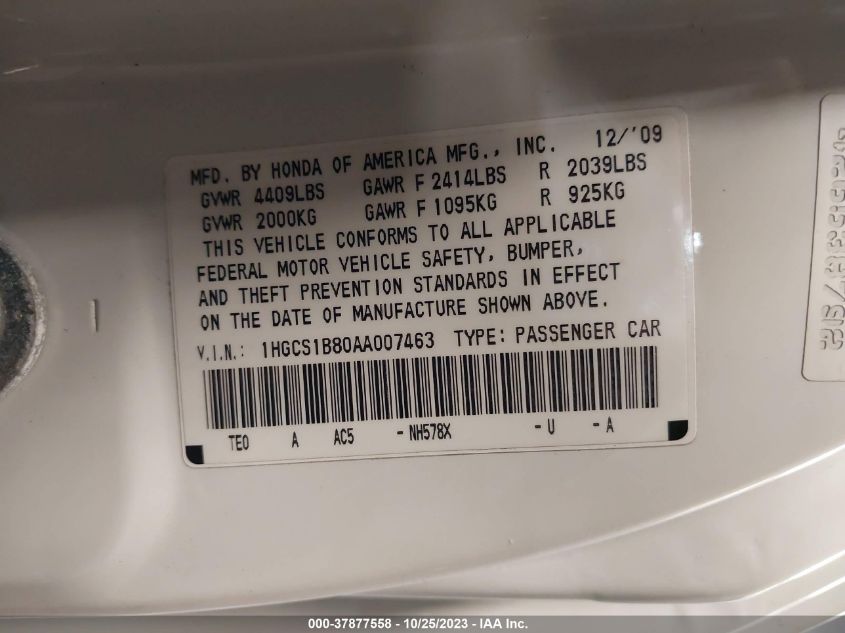 MFD. BY HONDA OF AMERICA MFG., INC. 12/'09
GVWR 4409LBS GAWR F 2414LBS R 2039LBS
GVWR 2000KG GAWR F 1095KG R 925KG
THIS VEHICLE CONFORMS TO ALL APPLICABLE
FEDERAL MOTOR VEHICLE SAFETY, BUMPER,
AND THEFT PREVENTION STANDARDS IN EFFECT
ON THE DATE OF MANUFACTURE SHOWN ABOVE.
V.I.N.: 1HGCS1B80AA007463 TYPE: PASSENGER CAR
TE0 A AC5 -NH578X -U -A
000-37877558 - 10/25/2023 - IAA Inc.